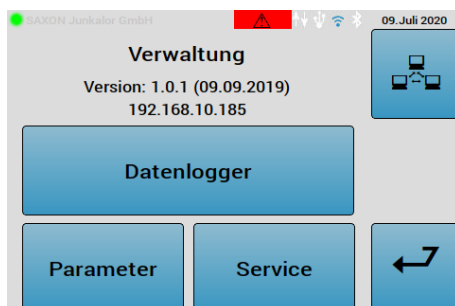 SAXON Junkalor GmbH
09.Juli 2020
Verwaltung
Version: 1.0.1 (09.09.2019)
192.168.10.185
Datenlogger
Parameter
Service